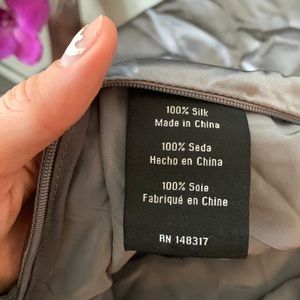 100% Silk
Made in China
100% Seda
Hecho en China
100% Soie
Fabriqué en Chine
RN 148317